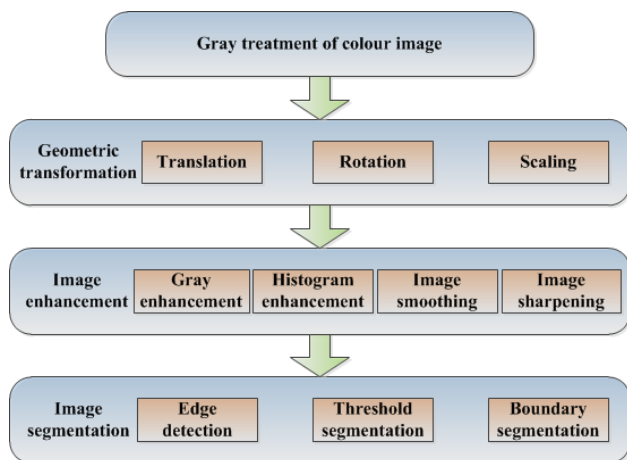 Gray treatment of colour image
Geometric
transformation
Translation
Rotation
Scaling
Image
enhancement
Gray
enhancement
Histogram
enhancement
Image
smoothing
Image
sharpening
Image
segmentation
Edge
detection
Threshold
segmentation
Boundary
segmentation